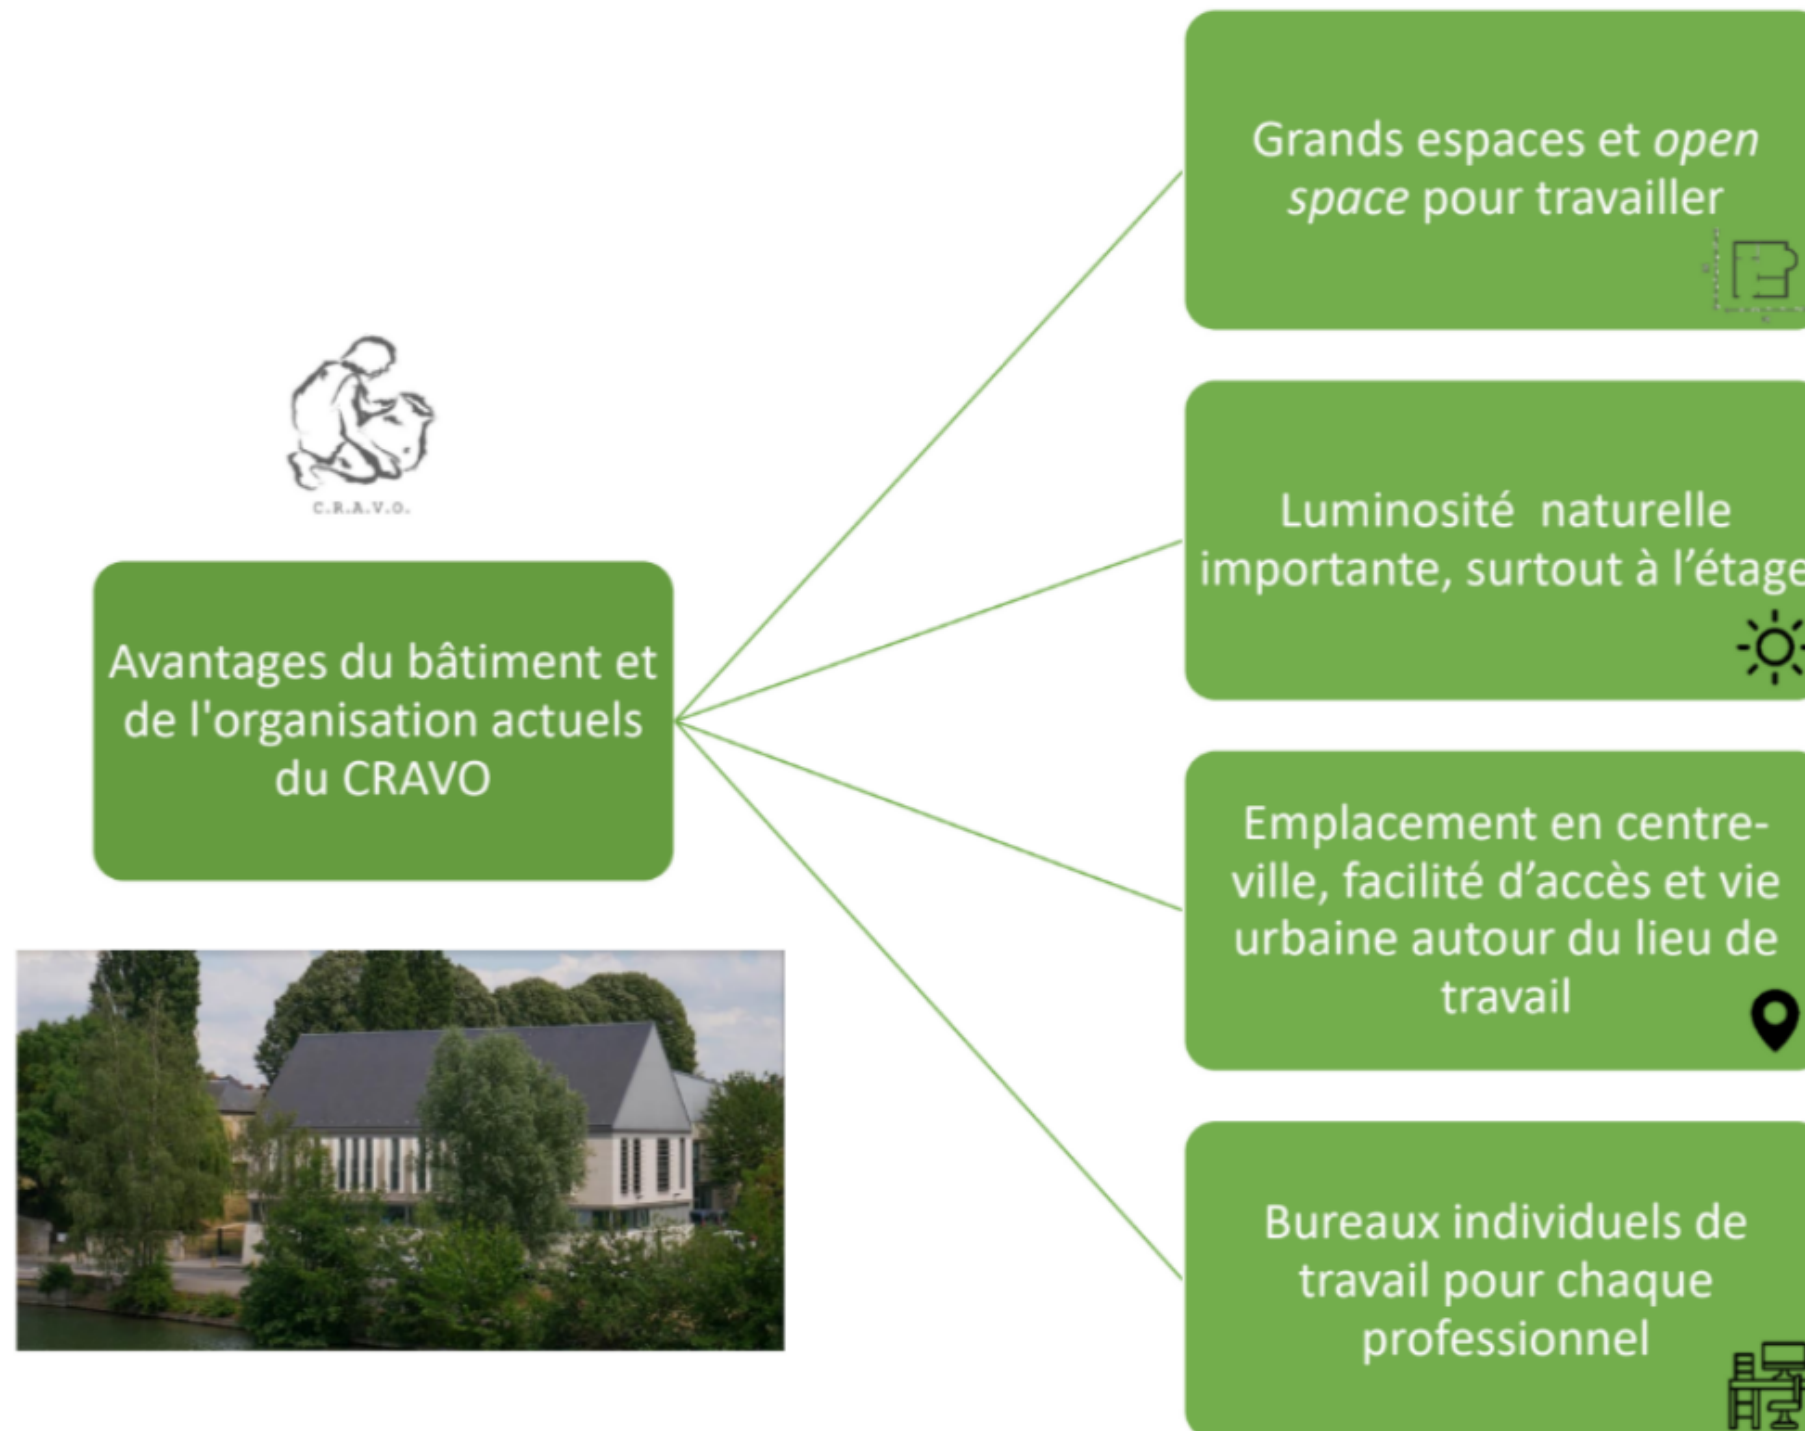 Grands espaces et open
space pour travailler
C.R.A.V.O.
Luminosité naturelle
importante, surtout à l’étage
Avantages du bâtiment et
de l'organisation actuels
du CRAVO
Emplacement en centre-
ville, facilité d’accès et vie
urbaine autour du lieu de
travail
Bureaux individuels de
travail pour chaque
professionnel